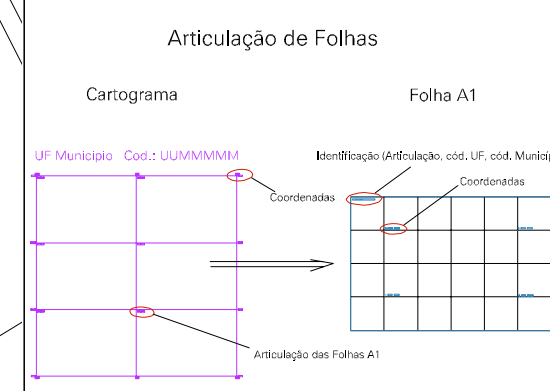 Articulação de Folhas
Cartograma
Folha A1
UF Municipio Cod.: UUMMMMM
Identificação (Articulação, cód. UF, cód. Municíp
Coordenadas
Coordenadas
Articulação das Folhas A1